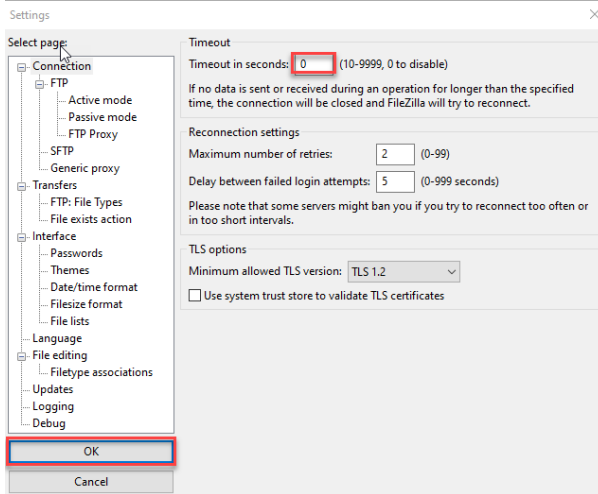 Settings
Select page:
Connection
FTP
Active mode
Passive mode
FTP Proxy
SFTP
Generic proxy
Transfers
FTP: File Types
File exists action
Interface
Passwords
Themes
Date/time format
Filesize format
File lists
Language
File editing
Filetype associations
Updates
Logging
Debug
OK
Cancel
Timeout
Timeout in seconds: 0 (10-9999, 0 to disable)
If no data is sent or received during an operation for longer than the specified
time, the connection will be closed and FileZilla will try to reconnect.
Reconnection settings
Maximum number of retries: 2 (0-99)
Delay between failed login attempts: 5 (0-999 seconds)
Please note that some servers might ban you if you try to reconnect too often or
in too short intervals.
TLS options
Minimum allowed TLS version: TLS 1.2
Use system trust store to validate TLS certificates